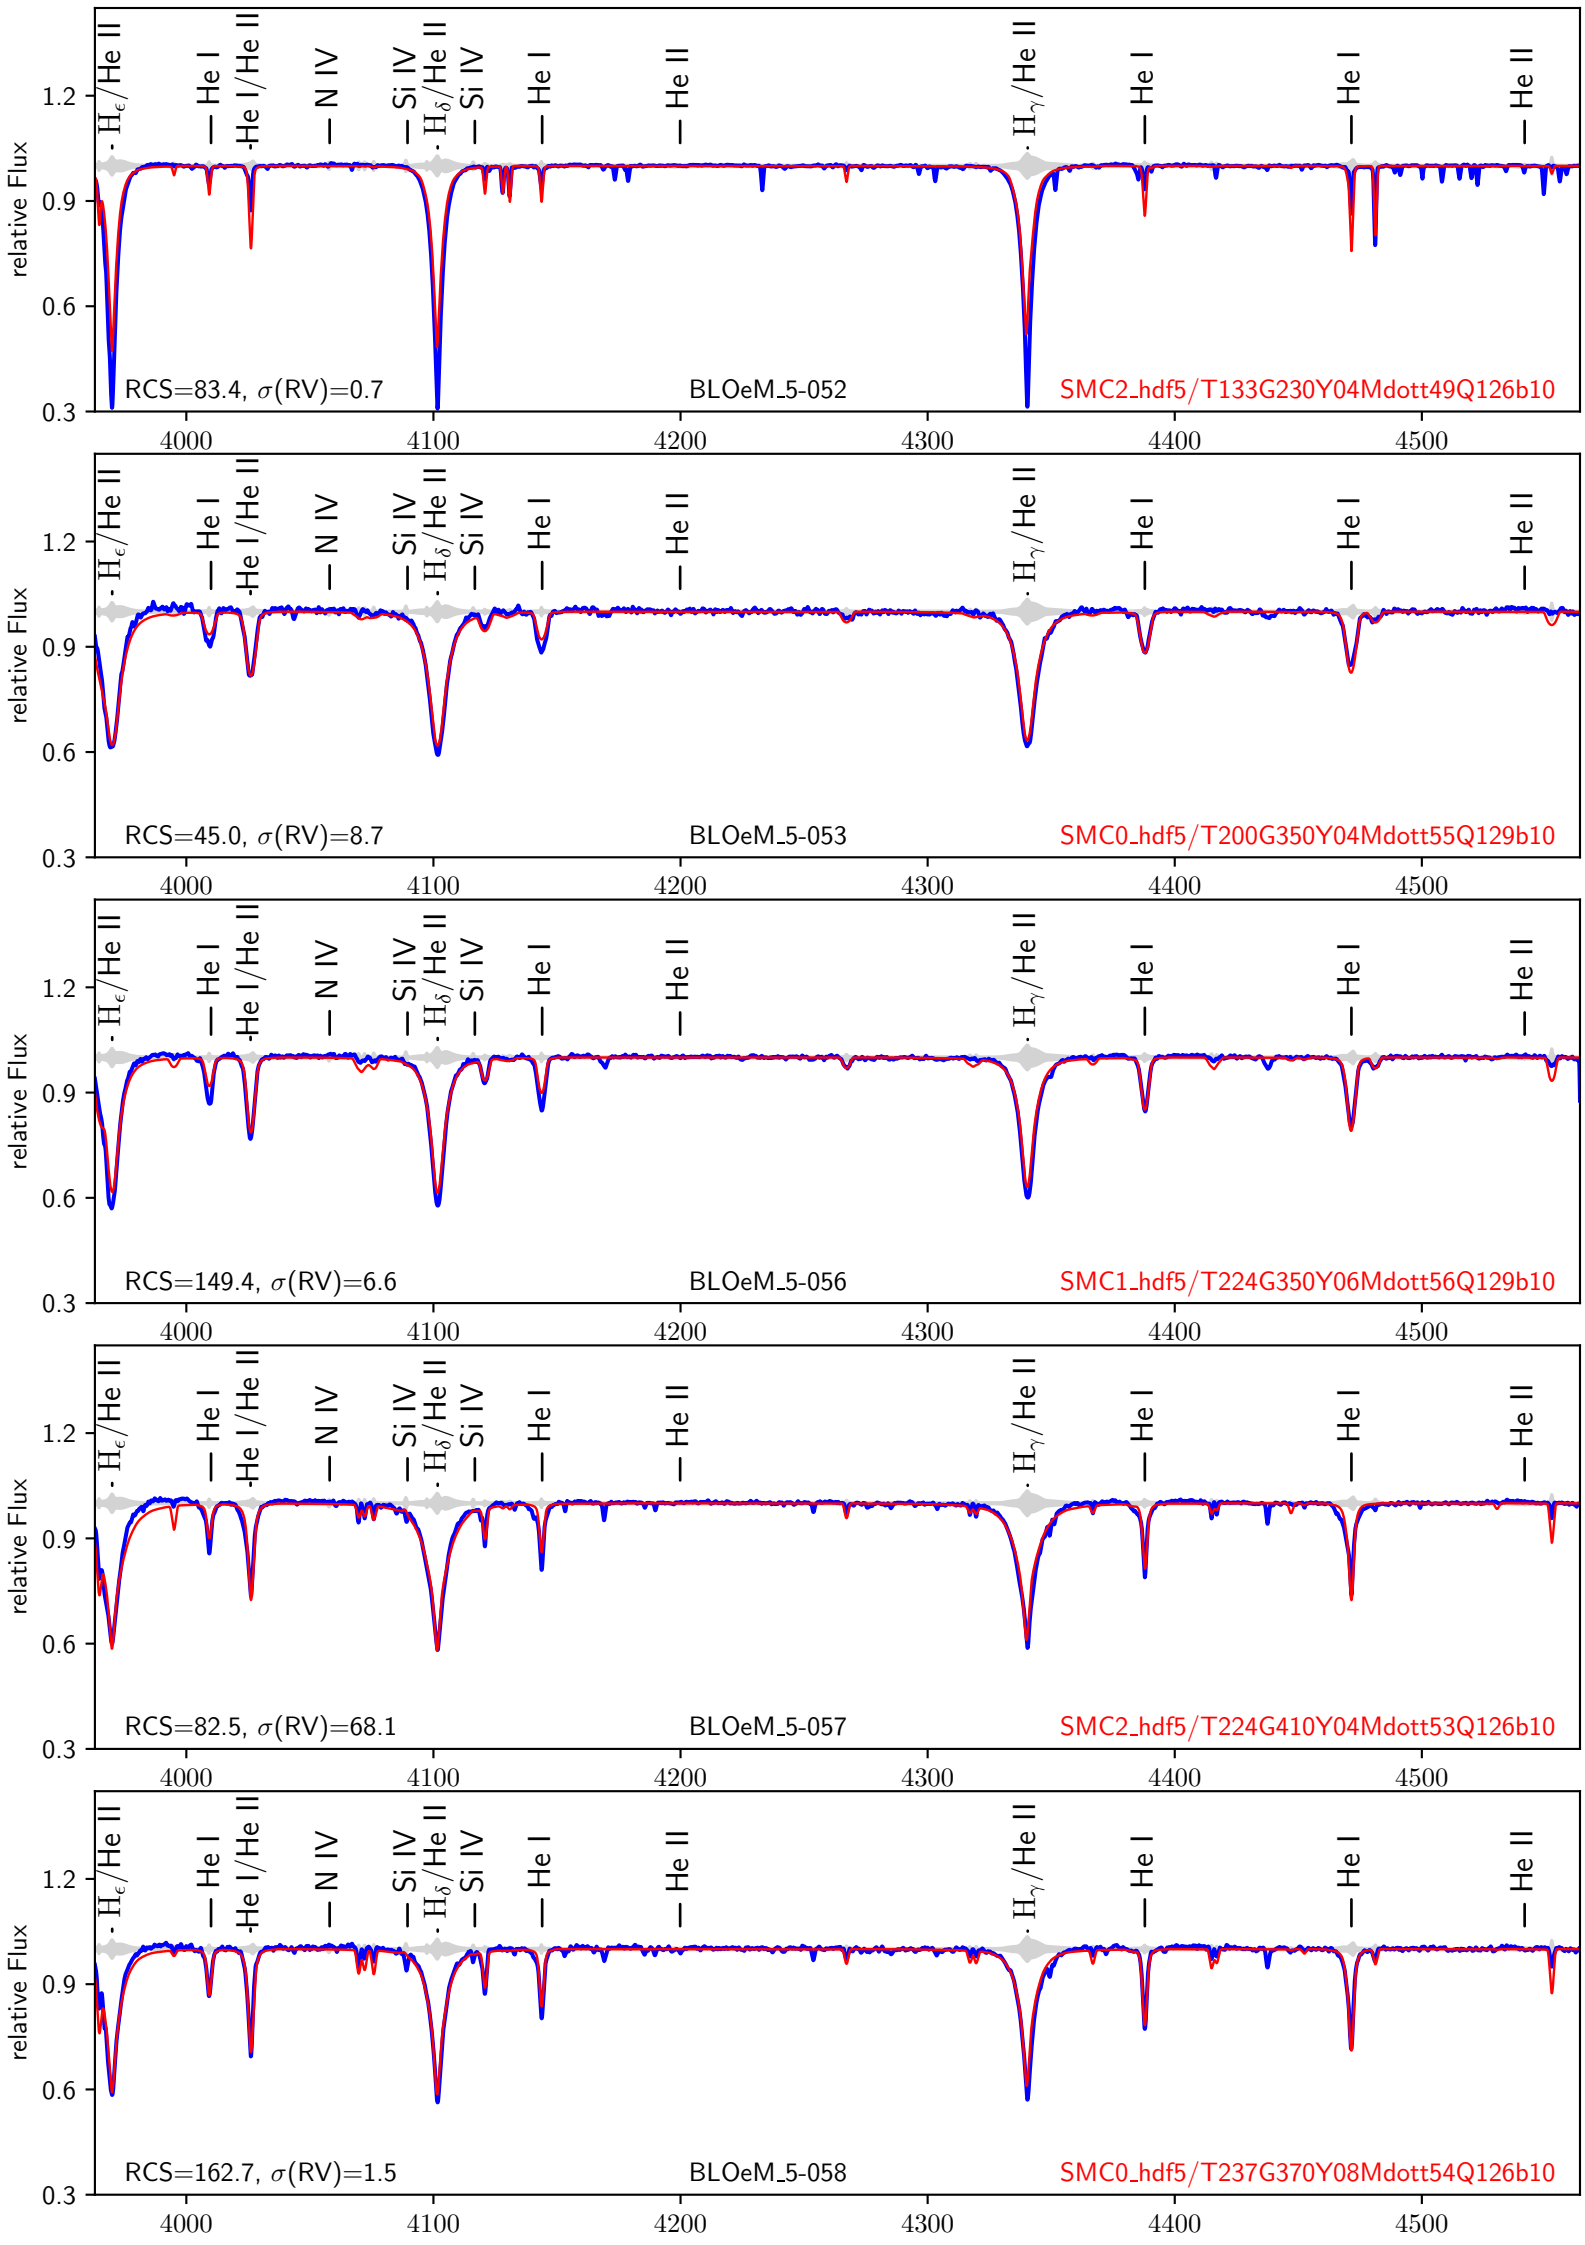 H_ε/He II
He I
He I/He II
N IV
Si IV
H_δ/He II
Si IV
He I
He II
H_γ/He II
He I
He I
He II
relative Flux
1.2
0.9
0.6
0.3
RCS=83.4, σ(RV)=0.7
BLOeM_5-052
SMC2_hdf5/T133G230Y04Mdott49Q126b10
4000 4100 4200 4300 4400 4500
H_ε/He II
He I
He I/He II
N IV
Si IV
H_δ/He II
Si IV
He I
He II
H_γ/He II
He I
He I
He II
relative Flux
1.2
0.9
0.6
0.3
RCS=45.0, σ(RV)=8.7
BLOeM_5-053
SMC0_hdf5/T200G350Y04Mdott55Q129b10
4000 4100 4200 4300 4400 4500
H_ε/He II
He I
He I/He II
N IV
Si IV
H_δ/He II
Si IV
He I
He II
H_γ/He II
He I
He I
He II
relative Flux
1.2
0.9
0.6
0.3
RCS=149.4, σ(RV)=6.6
BLOeM_5-056
SMC1_hdf5/T224G350Y06Mdott56Q129b10
4000 4100 4200 4300 4400 4500
H_ε/He II
He I
He I/He II
N IV
Si IV
H_δ/He II
Si IV
He I
He II
H_γ/He II
He I
He I
He II
relative Flux
1.2
0.9
0.6
0.3
RCS=82.5, σ(RV)=68.1
BLOeM_5-057
SMC2_hdf5/T224G410Y04Mdott53Q126b10
4000 4100 4200 4300 4400 4500
H_ε/He II
He I
He I/He II
N IV
Si IV
H_δ/He II
Si IV
He I
He II
H_γ/He II
He I
He I
He II
relative Flux
1.2
0.9
0.6
0.3
RCS=162.7, σ(RV)=1.5
BLOeM_5-058
SMC0_hdf5/T237G370Y08Mdott54Q126b10
4000 4100 4200 4300 4400 4500